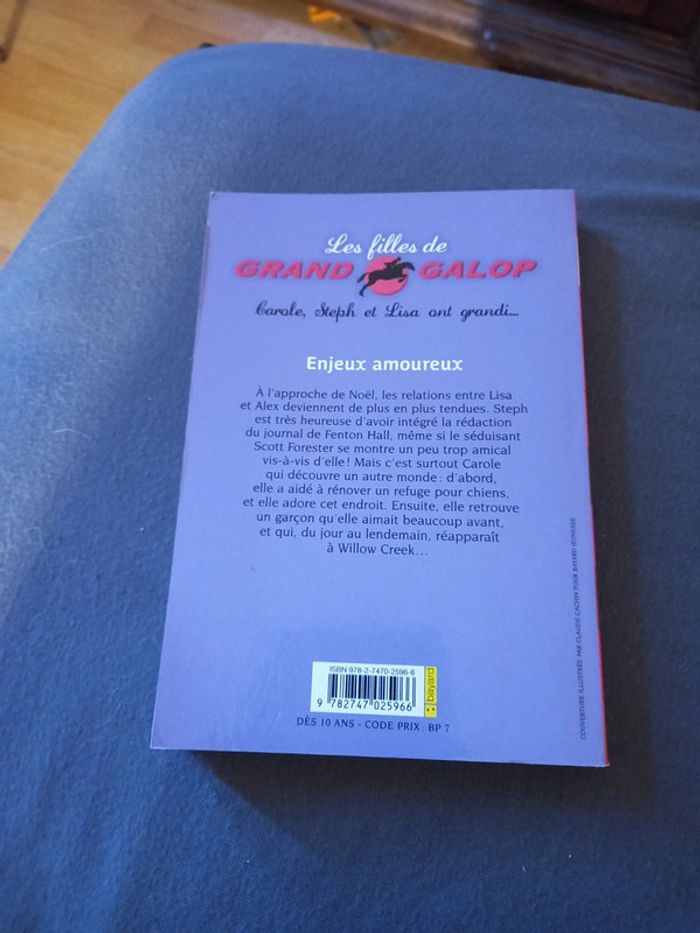 Les filles de
GRAND GALOP
Carole, Steph et Lisa ont grandi...
Enjeux amoureux
À l'approche de Noël, les relations entre Lisa
et Alex deviennent de plus en plus tendues. Steph
est très heureuse d'avoir intégré la rédaction
du journal de Fenton Hall, même si le séduisant
Scott Forester se montre un peu trop amical
vis-à-vis d'elle ! Mais c'est surtout Carole
qui découvre un autre monde : d'abord,
elle a aidé à rénover un refuge pour chiens,
et elle adore cet endroit. Ensuite, elle retrouve
un garçon qu'elle aimait beaucoup avant,
et qui, du jour au lendemain, réapparaît
à Willow Creek...
ISBN 978-2-7470-2596-6
9 782747 025966
bayard
DÈS 10 ANS - CODE PRIX : BP 7
COUVERTURE ILLUSTRÉE PAR CLAUDE CACHIN POUR BAYARD JEUNESSE